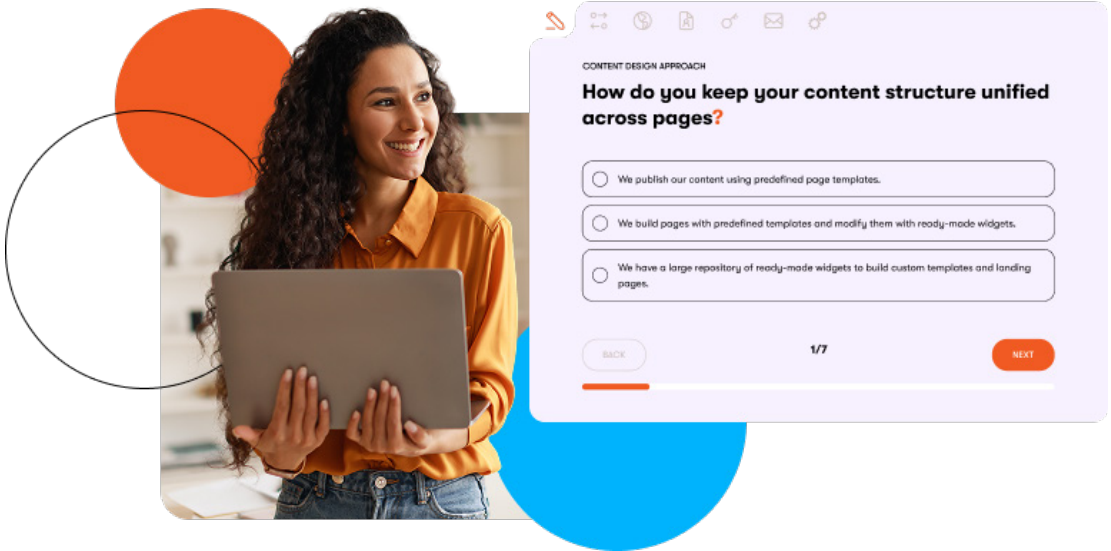 CONTENT DESIGN APPROACH
How do you keep your content structure unified
across pages?
We publish our content using predefined page templates.
We build pages with predefined templates and modify them with ready-made widgets.
We have a large repository of ready-made widgets to build custom templates and landing
pages.
BACK
1/7
NEXT